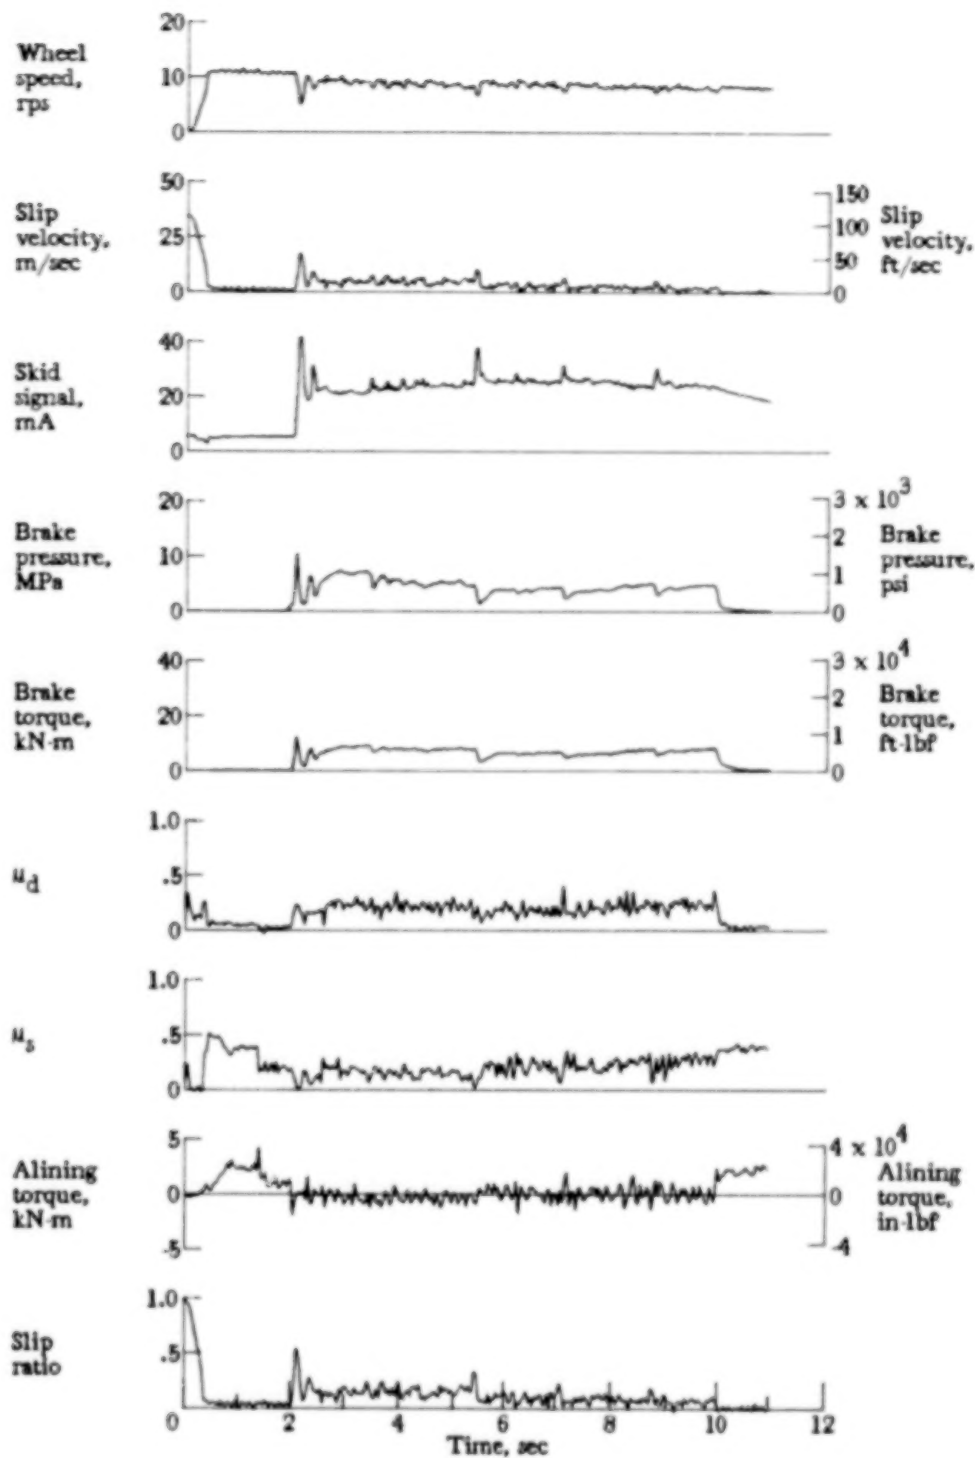 Wheel
speed,
rps
20
10
0
Slip
velocity,
m/sec
50
25
0
150
100
50
0
Slip
velocity,
ft/sec
Skid
signal,
mA
40
20
0
Brake
pressure,
MPa
20
10
0
3 × 10³
2
1
0
Brake
pressure,
psi
Brake
torque,
kN-m
40
20
0
3 × 10⁴
2
1
0
Brake
torque,
ft-lbf
μd
1.0
.5
0
μs
1.0
.5
0
Alining
torque,
kN-m
5
0
-5
4 × 10⁴
0
-4
Alining
torque,
in-lbf
Slip
ratio
1.0
.5
0 2 4 6 8 10 12
Time, sec